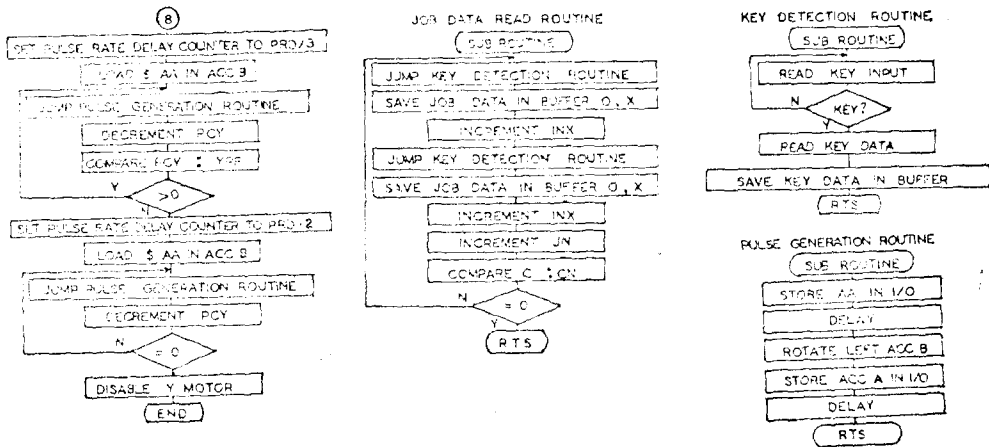 8
SET PULSE RATE DELAY COUNTER TO PRD/3
LOAD $ AA IN ACC B
JUMP PULSE GENERATION ROUTINE
DECREMENT PCY
COMPARE PCY : YRF
Y
>0
N
SET PULSE RATE DELAY COUNTER TO PRD/2
LOAD $ AA IN ACC B
JUMP PULSE GENERATION ROUTINE
DECREMENT PCY
N
= 0
DISABLE Y MOTOR
END
JOB DATA READ ROUTINE
SUB ROUTINE
JUMP KEY DETECTION ROUTINE
SAVE JOB DATA IN BUFFER 0, X
INCREMENT INX
JUMP KEY DETECTION ROUTINE
SAVE JOB DATA IN BUFFER 0, X
INCREMENT INX
INCREMENT JN
COMPARE C : CN
N
= 0
Y
RTS
KEY DETECTION ROUTINE
SUB ROUTINE
READ KEY INPUT
N
KEY?
Y
READ KEY DATA
SAVE KEY DATA IN BUFFER
RTS
PULSE GENERATION ROUTINE
SUB ROUTINE
STORE AA IN I/O
DELAY
ROTATE LEFT ACC B
STORE ACC A IN I/O
DELAY
RTS